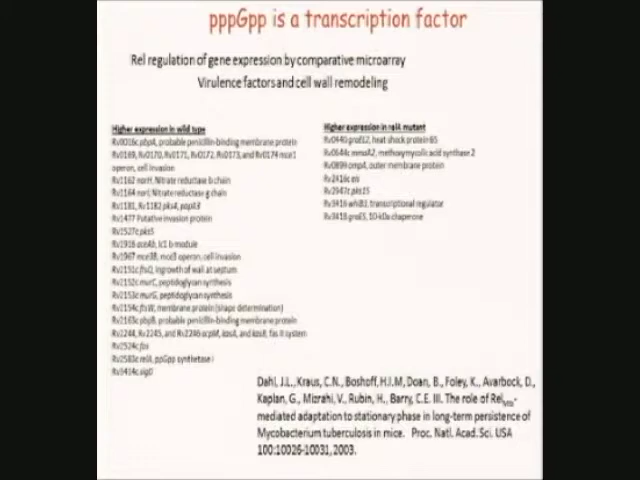 pppGpp is a transcription factor
Rel regulation of gene expression by comparative microarray
Virulence factors and cell wall remodeling
Higher expression in wild type
Rv0016c pbpA, probable penicillin-binding membrane protein
Rv0169, Rv0170, Rv0171, Rv0172, Rv0173, and Rv0174 mce1
operon, cell invasion
Rv1162 narH, Nitrate reductase b chain
Rv1164 narI, Nitrate reductase g chain
Rv1181, Rv1182 pks4, papA3
Rv1477 Putative invasion protein
Rv1527c pks5
Rv1916 aceAb, Icl b-module
Rv1967 mce3B, mce3 operon, cell invasion
Rv2151c ftsQ, ingrowth of wall at septum
Rv2152c murC, peptidoglycan synthesis
Rv2153c murG, peptidoglycan synthesis
Rv2154c ftsW, membrane protein (shape determination)
Rv2163c pbpB, probable penicillin-binding membrane protein
Rv2244, Rv2245, and Rv2246 acpM, kasA, and kasB, fas II system
Rv2524c fas
Rv2583c relA, ppGpp synthetase I
Rv3414c sigD
Higher expression in relA mutant
Rv0440 groEL2, heat shock protein 65
Rv0644c mmaA2, methoxymycolic acid synthase 2
Rv0899 ompA, outer membrane protein
Rv2416c eis
Rv2947c pks15
Rv3416 whiB3, transcriptional regulator
Rv3418 groES, 10-kDa chaperone
Dahl, J.L., Kraus, C.N., Boshoff, H.I.M, Doan, B., Foley, K., Avarbock, D.,
Kaplan, G., Mizrahi, V., Rubin, H., Barry, C.E. III. The role of RelMtb-
mediated adaptation to stationary phase in long-term persistence of
Mycobacterium tuberculosis in mice. Proc. Natl. Acad. Sci. USA
100:10026-10031, 2003.